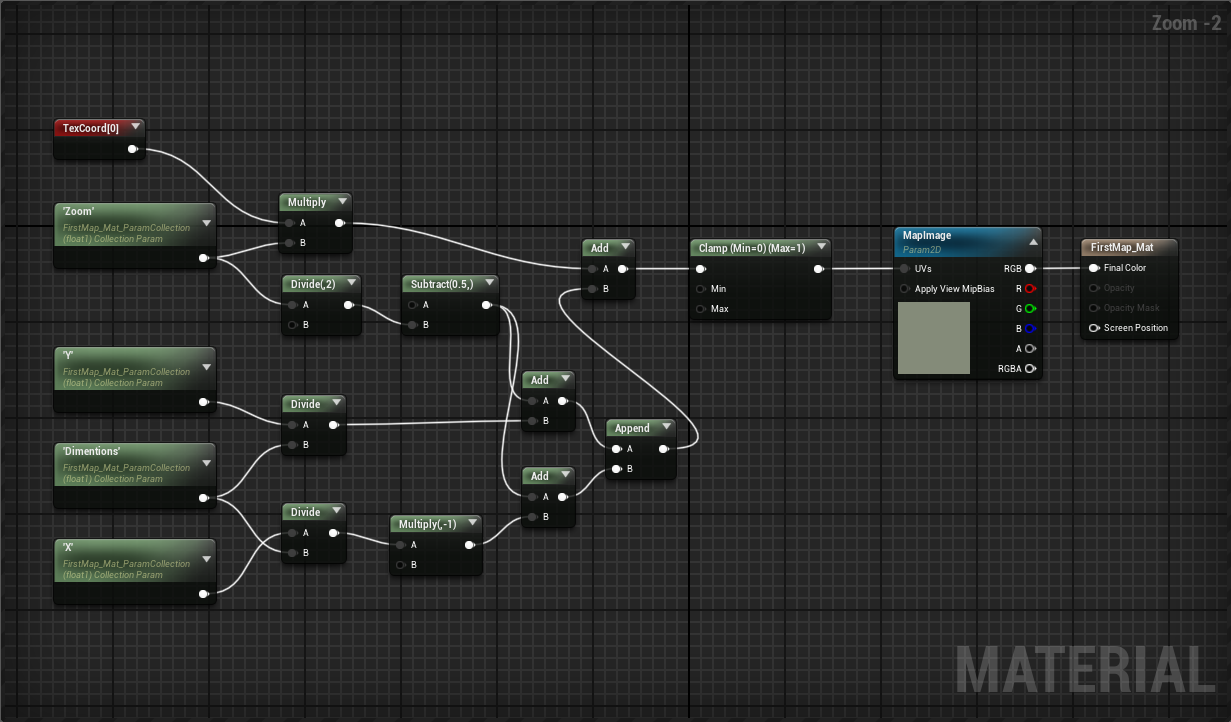 Zoom -2
TexCoord[0]
'Zoom'
FirstMap_Mat_ParamCollection
(float1) Collection Param
Multiply
A
B
Divide(,2)
A
B
Subtract(0.5,)
A
B
'Y'
FirstMap_Mat_ParamCollection
(float1) Collection Param
Divide
A
B
'Dimentions'
FirstMap_Mat_ParamCollection
(float1) Collection Param
Divide
A
B
'X'
FirstMap_Mat_ParamCollection
(float1) Collection Param
Multiply(,-1)
A
B
Add
A
B
Add
A
B
Append
A
B
Add
A
B
Clamp (Min=0) (Max=1)
Min
Max
MapImage
Param2D
UVs RGB
Apply View MipBias R
G
B
A
RGBA
FirstMap_Mat
Final Color
Opacity
Opacity Mask
Screen Position
MATERIAL